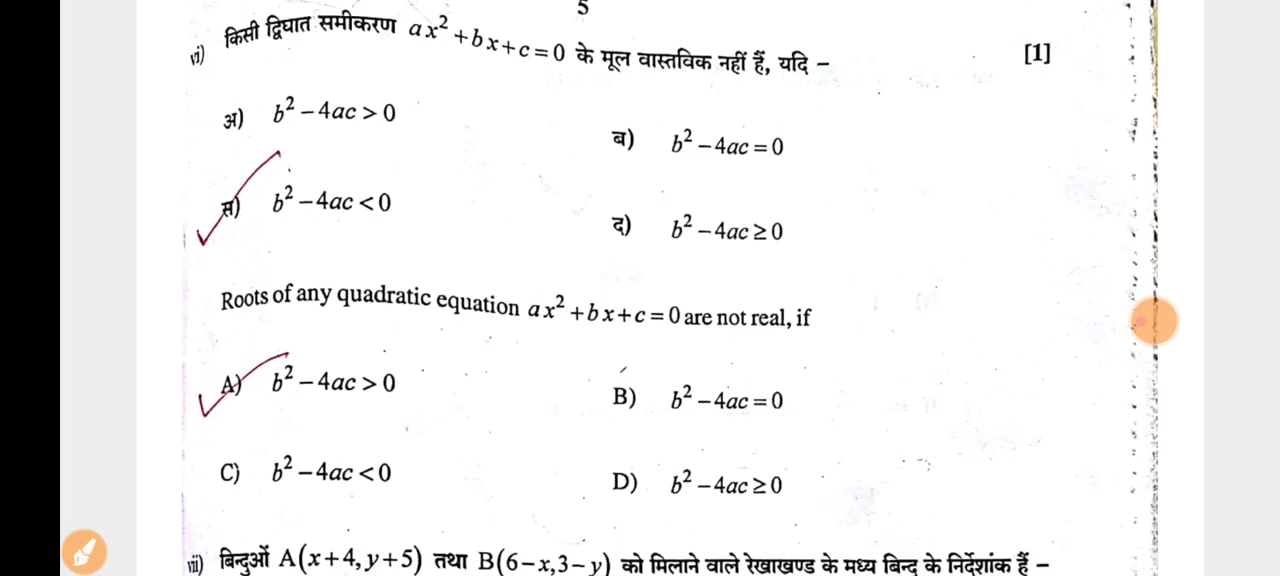 5
vi) किसी द्विघात समीकरण ax² + bx + c = 0 के मूल वास्तविक नहीं हैं, यदि – [1]
अ) b² – 4ac > 0
ब) b² – 4ac = 0
स) b² – 4ac < 0
द) b² – 4ac ≥ 0
Roots of any quadratic equation ax² + bx + c = 0 are not real, if
A) b² – 4ac > 0
B) b² – 4ac = 0
C) b² – 4ac < 0
D) b² – 4ac ≥ 0
vii) बिन्दुओं A(x+4, y+5) तथा B(6–x, 3–y) को मिलाने वाले रेखाखण्ड के मध्य बिन्दु के निर्देशांक हैं –